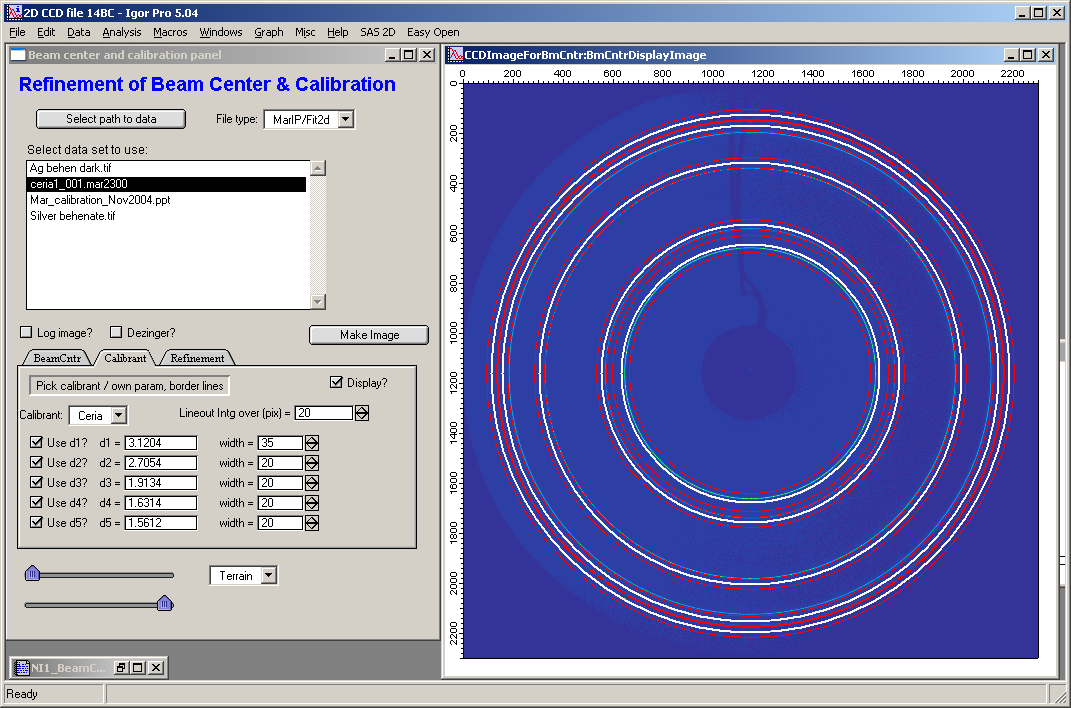 2D CCD file 14BC - Igor Pro 5.04
File Edit Data Analysis Macros Windows Graph Misc Help SAS 2D Easy Open
Beam center and calibration panel
Refinement of Beam Center & Calibration
Select path to data
File type: MarIP/Fit2d
Select data set to use:
Ag behen dark.tif
ceria1_001.mar2300
Mar_calibration_Nov2004.ppt
Silver behenate.tif
Log image? Dezinger? Make Image
BeamCntr Calibrant Refinement
Pick calibrant / own param, border lines Display?
Calibrant: Ceria Lineout Intg over (pix) = 20
Use d1? d1 = 3.1204 width = 35
Use d2? d2 = 2.7054 width = 20
Use d3? d3 = 1.9134 width = 20
Use d4? d4 = 1.6314 width = 20
Use d5? d5 = 1.5612 width = 20
Terrain
NI1_BeamC...
CCDImageForBmCntr:BmCntrDisplayImage
0 200 400 600 800 1000 1200 1400 1600 1800 2000 2200
0
200
400
600
800
1000
1200
1400
1600
1800
2000
2200
Ready